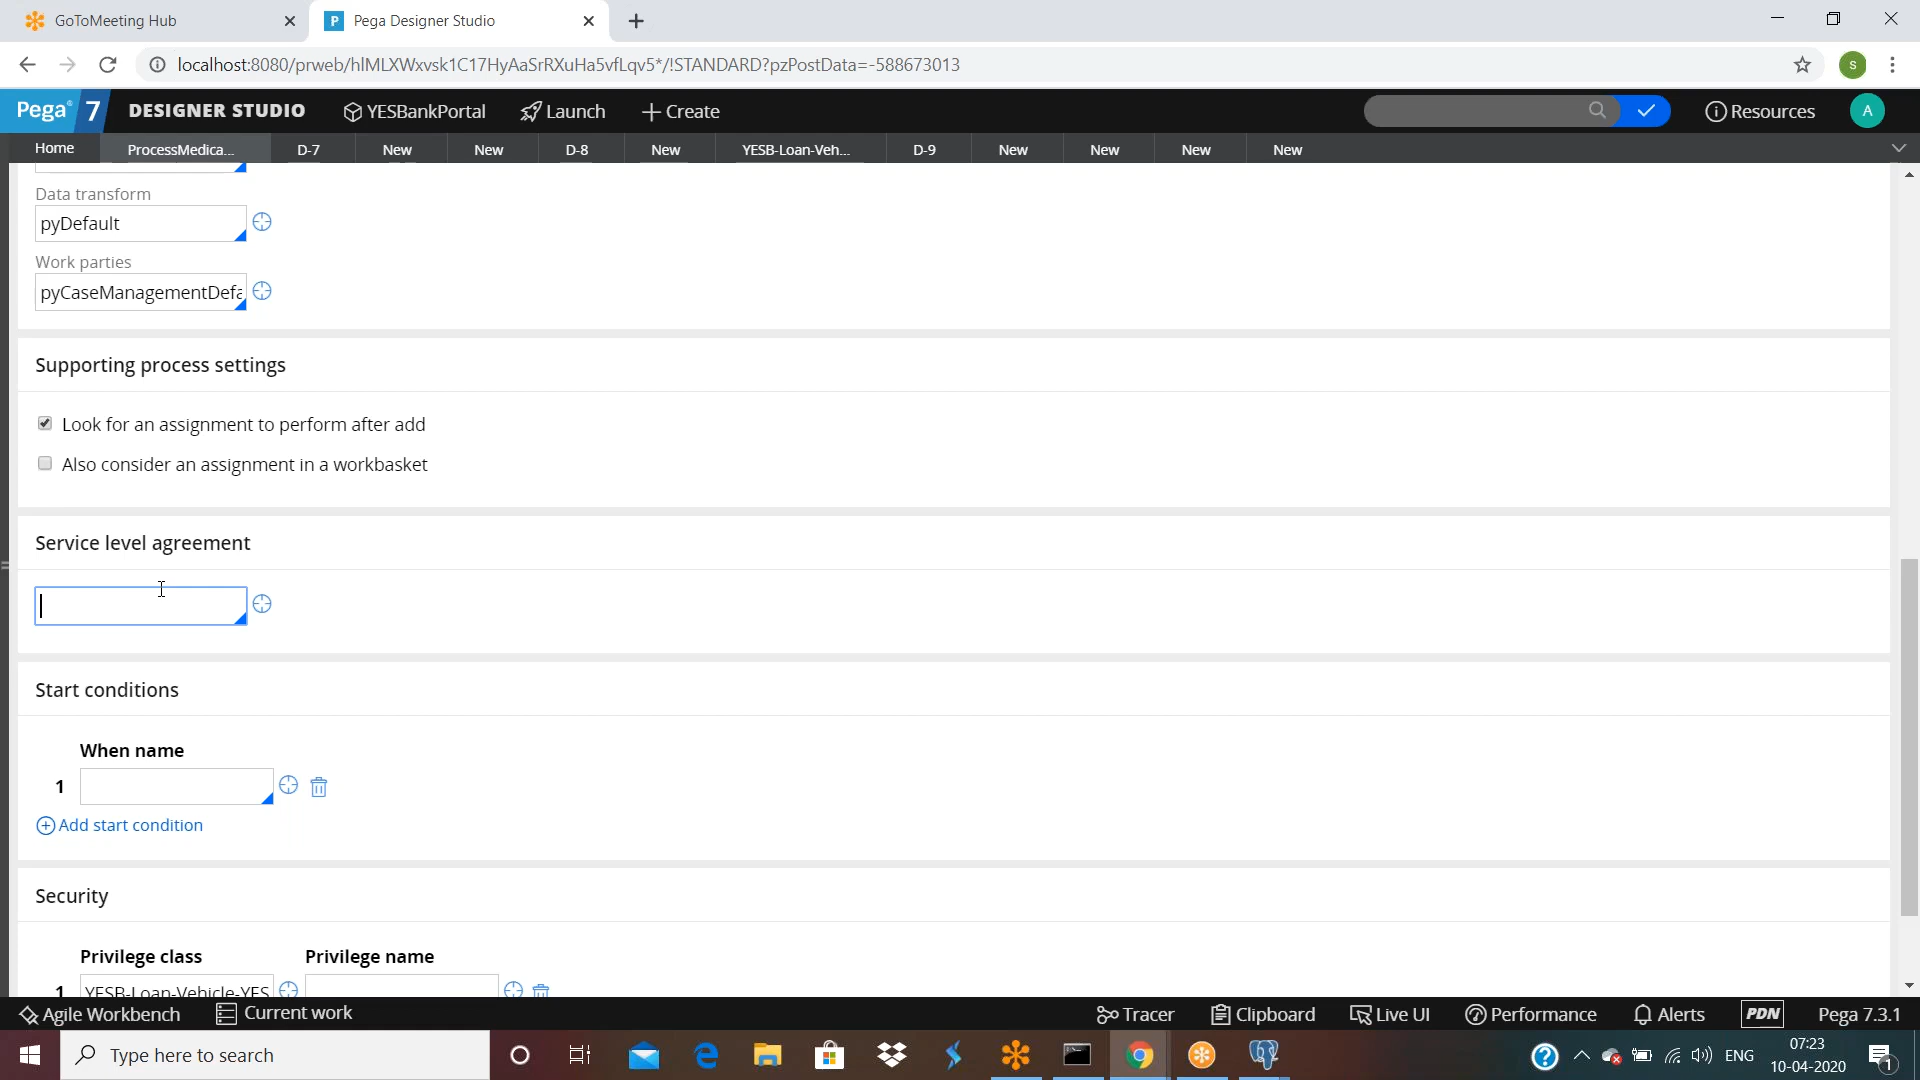 GoToMeeting Hub
P Pega Designer Studio
localhost:8080/prweb/hlMLXWxvsk1C17HyAaSrRXuHa5vfLqv5*/!STANDARD?pzPostData=-588673013
s
Pega 7 DESIGNER STUDIO YESBankPortal Launch Create Resources A
Home ProcessMedica... D-7 New New D-8 New YESB-Loan-Veh... D-9 New New New New
Data transform
pyDefault
Work parties
pyCaseManagementDefa
Supporting process settings
Look for an assignment to perform after add
Also consider an assignment in a workbasket
Service level agreement
Start conditions
When name
1
Add start condition
Security
Privilege class Privilege name
1 YESB-Loan-Vehicle-YES
Agile Workbench Current work Tracer Clipboard Live UI Performance Alerts PDN Pega 7.3.1
Type here to search ENG 07:23
10-04-2020 1